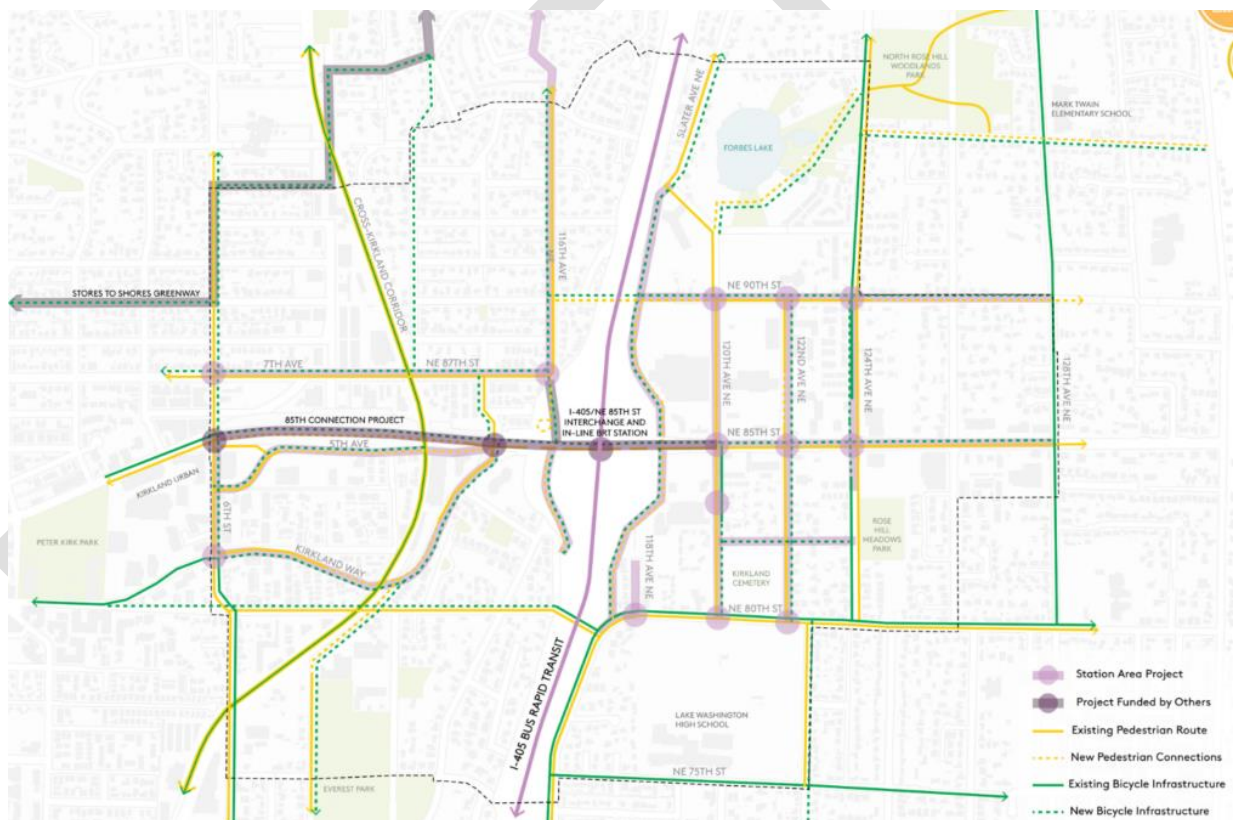 NORTH ROSE HILL
WOODLANDS
PARK
MARK TWAIN
ELEMENTARY SCHOOL
SLATER AVE NE
FORBES LAKE
CROSS-KIRKLAND CORRIDOR
116TH AVE
STORES TO SHORES GREENWAY
NE 90TH ST
7TH AVE
NE 87TH ST
120TH AVE NE
122ND AVE NE
124TH AVE NE
128TH AVE NE
85TH CONNECTION PROJECT
I-405/NE 85TH ST
INTERCHANGE AND
IN-LINE BRT STATION
5TH AVE
NE 85TH ST
KIRKLAND URBAN
6TH ST
PETER KIRK PARK
KIRKLAND WAY
118TH AVE NE
ROSE
HILL
MEADOWS
PARK
KIRKLAND
CEMETERY
NE 80TH ST
I-405 BUS RAPID TRANSIT
LAKE WASHINGTON
HIGH SCHOOL
NE 75TH ST
EVEREST PARK
Station Area Project
Project Funded by Others
Existing Pedestrian Route
New Pedestrian Connections
Existing Bicycle Infrastructure
New Bicycle Infrastructure